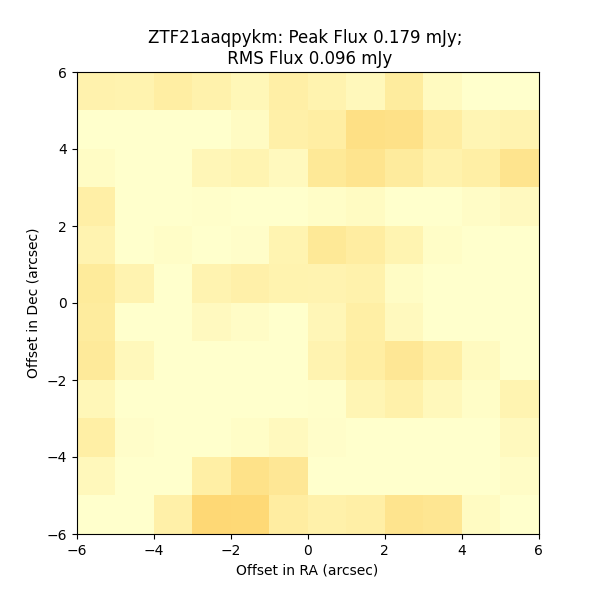 ZTF21aaqpykm: Peak Flux 0.179 mJy;
RMS Flux 0.096 mJy
6
4
2
0
−2
−4
−6
Offset in Dec (arcsec)
−6 −4 −2 0 2 4 6
Offset in RA (arcsec)